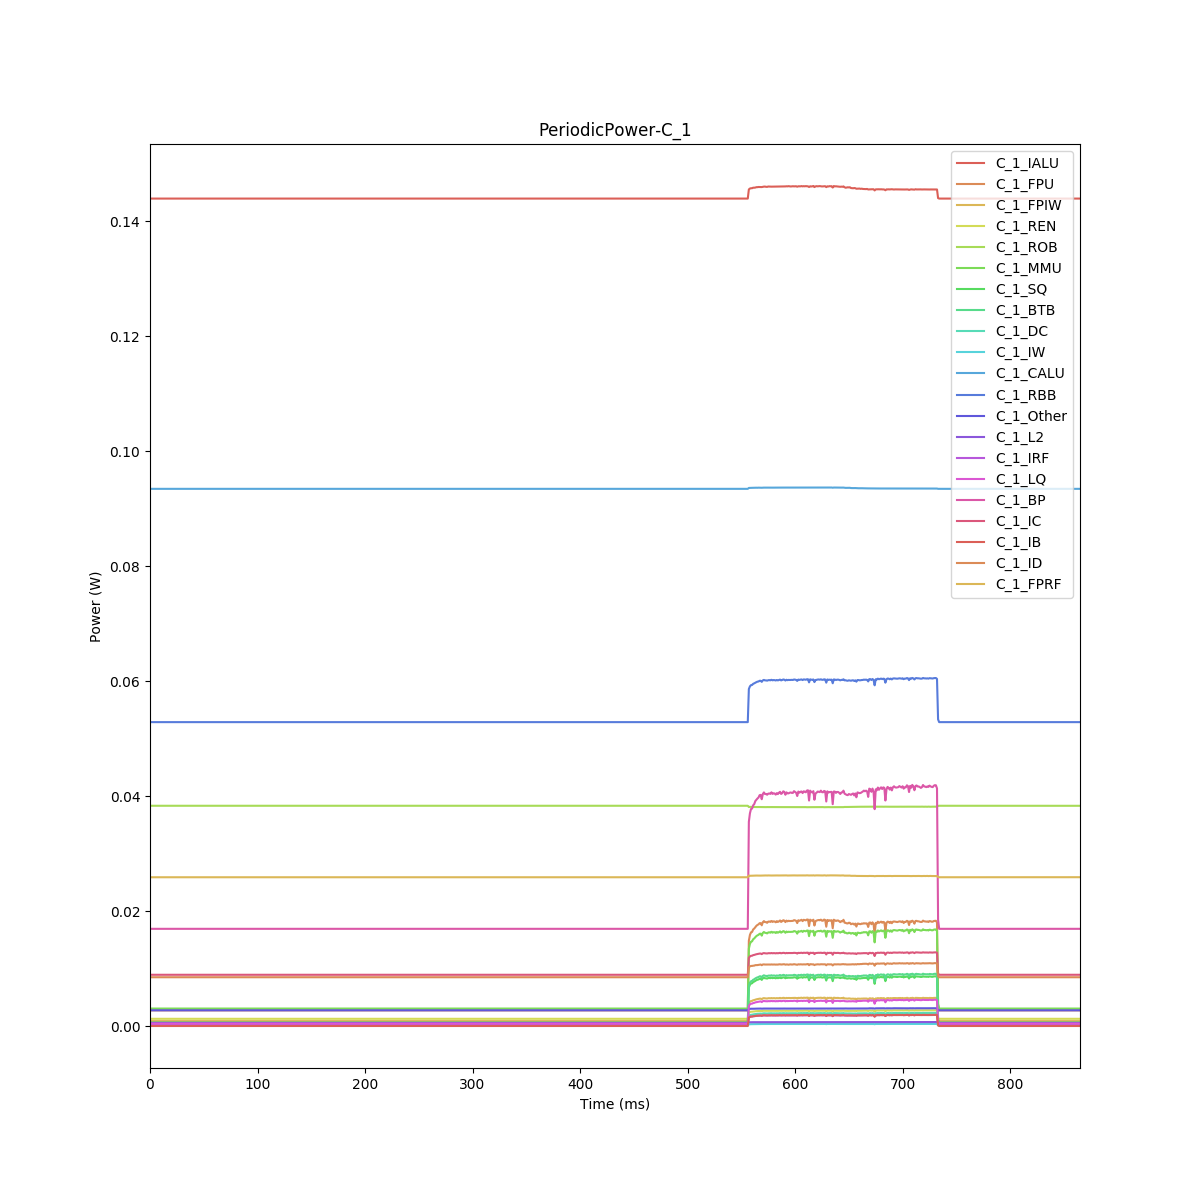 PeriodicPower-C_1
C_1_IALU
C_1_FPU
C_1_FPIW
C_1_REN
C_1_ROB
C_1_MMU
C_1_SQ
C_1_BTB
C_1_DC
C_1_IW
C_1_CALU
C_1_RBB
C_1_Other
C_1_L2
C_1_IRF
C_1_LQ
C_1_BP
C_1_IC
C_1_IB
C_1_ID
C_1_FPRF
0.14
0.12
0.10
0.08
0.06
0.04
0.02
0.00
Power (W)
0 100 200 300 400 500 600 700 800
Time (ms)